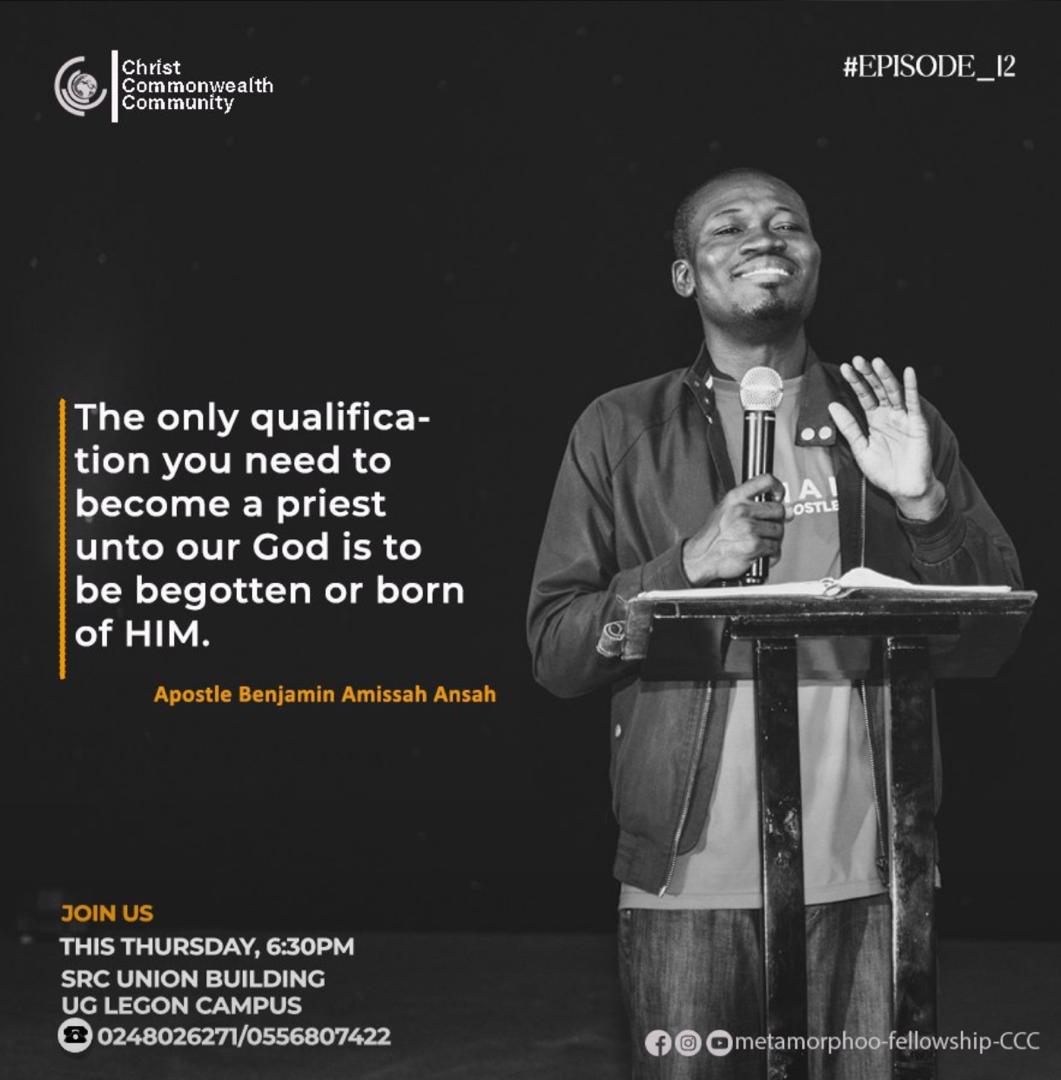 Christ
Commonwealth
Community
#EPISODE_12
The only qualifica-
tion you need to
become a priest
unto our God is to
be begotten or born
of HIM.
Apostle Benjamin Amissah Ansah
JOIN US
THIS THURSDAY, 6:30PM
SRC UNION BUILDING
UG LEGON CAMPUS
0248026271/0556807422
metamorphoo-fellowship-CCC